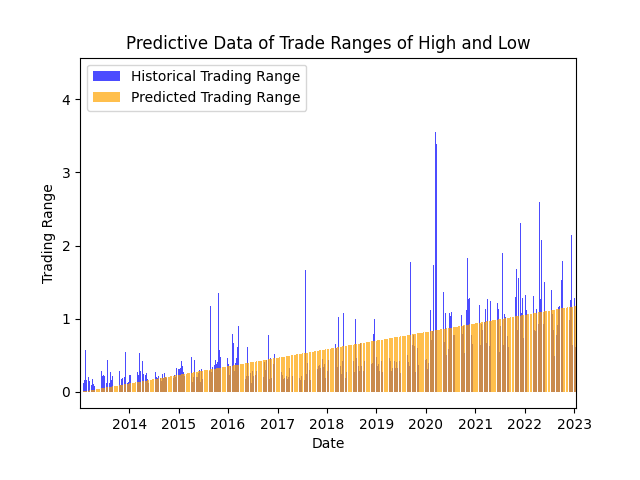 Predictive Data of Trade Ranges of High and Low
Historical Trading Range
Predicted Trading Range
Trading Range
4
3
2
1
0
2014 2015 2016 2017 2018 2019 2020 2021 2022 2023
Date